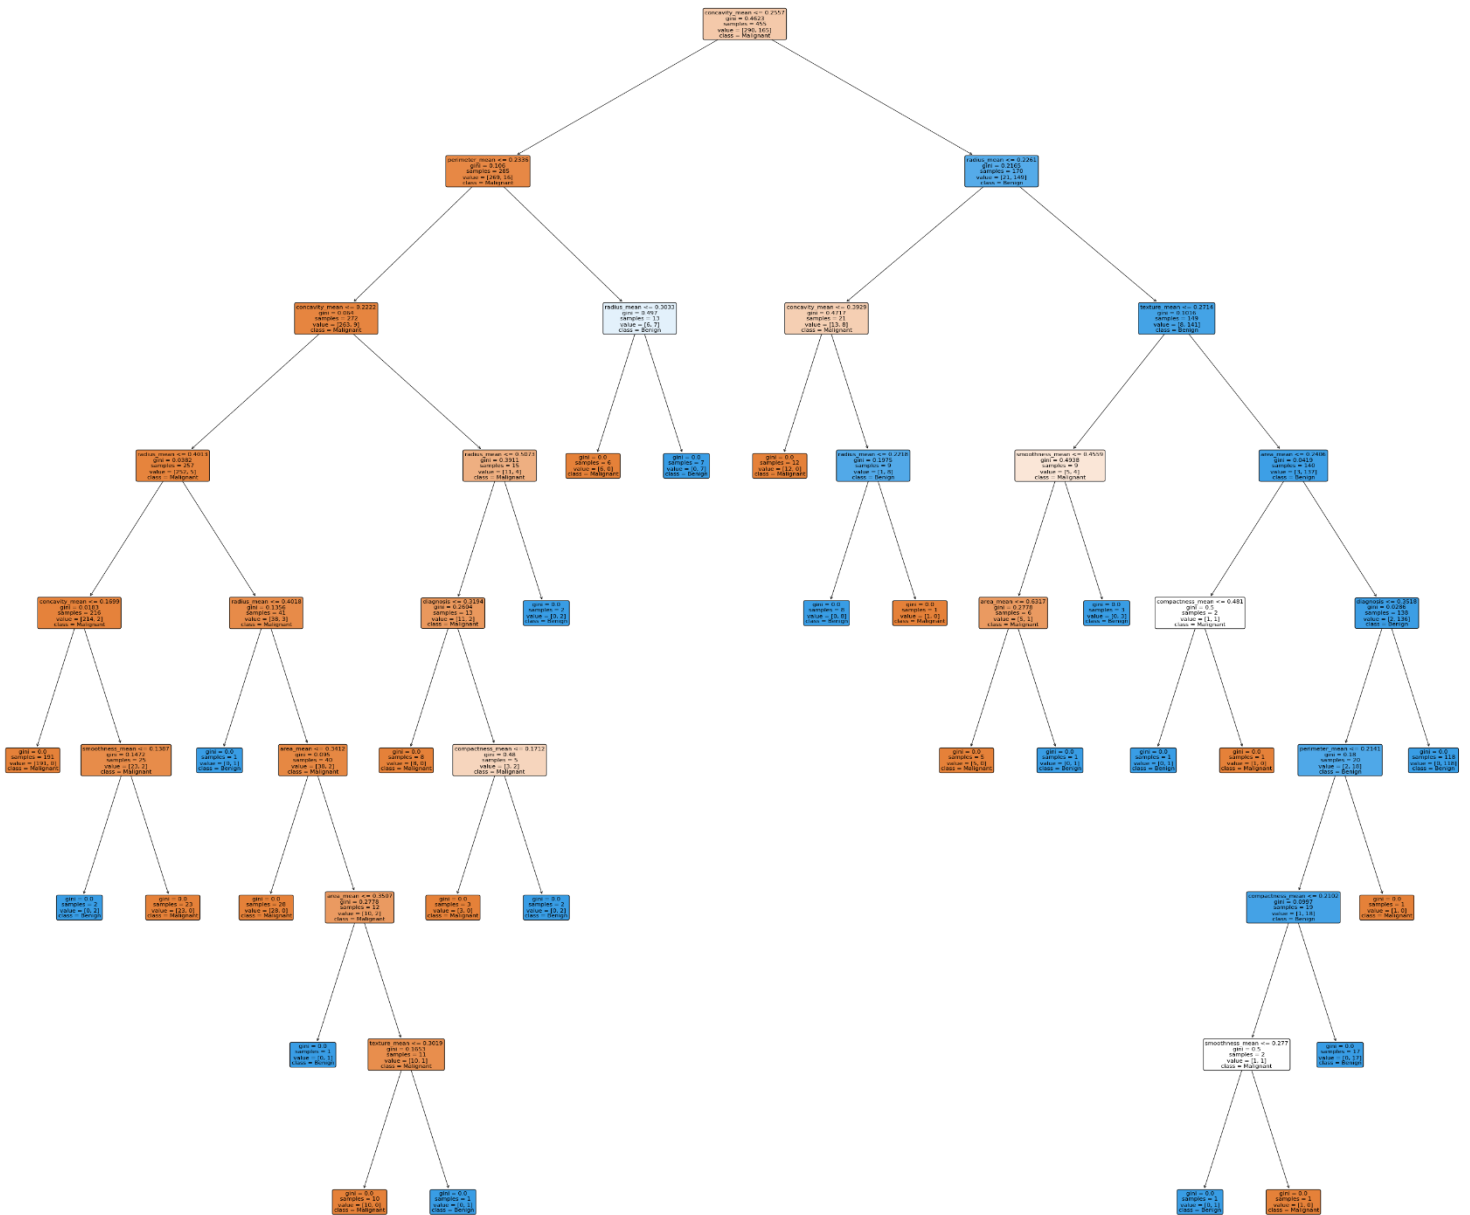 concavity_mean <= 0.2557
gini = 0.4623
samples = 455
value = [290, 165]
class = Malignant
perimeter_mean <= 0.2336
gini = 0.106
samples = 285
value = [269, 16]
class = Malignant
radius_mean <= 0.2261
gini = 0.2165
samples = 170
value = [21, 149]
class = Benign
concavity_mean <= 0.2222
gini = 0.064
samples = 272
value = [263, 9]
class = Malignant
radius_mean <= 0.3033
gini = 0.497
samples = 13
value = [6, 7]
class = Benign
concavity_mean <= 0.3929
gini = 0.4717
samples = 21
value = [13, 8]
class = Malignant
texture_mean <= 0.2714
gini = 0.1016
samples = 149
value = [8, 141]
class = Benign
radius_mean <= 0.4013
gini = 0.0382
samples = 257
value = [252, 5]
class = Malignant
radius_mean <= 0.5073
gini = 0.3911
samples = 15
value = [11, 4]
class = Malignant
gini = 0.0
samples = 6
value = [6, 0]
class = Malignant
gini = 0.0
samples = 7
value = [0, 7]
class = Benign
gini = 0.0
samples = 12
value = [12, 0]
class = Malignant
radius_mean <= 0.2218
gini = 0.1975
samples = 9
value = [1, 8]
class = Benign
smoothness_mean <= 0.4559
gini = 0.4938
samples = 9
value = [5, 4]
class = Malignant
area_mean <= 0.2406
gini = 0.0419
samples = 140
value = [3, 137]
class = Benign
concavity_mean <= 0.1699
gini = 0.0183
samples = 216
value = [214, 2]
class = Malignant
radius_mean <= 0.4018
gini = 0.1356
samples = 41
value = [38, 3]
class = Malignant
diagnosis <= 0.3194
gini = 0.2604
samples = 13
value = [11, 2]
class = Malignant
gini = 0.0
samples = 2
value = [0, 2]
class = Benign
gini = 0.0
samples = 8
value = [0, 8]
class = Benign
gini = 0.0
samples = 1
value = [1, 0]
class = Malignant
area_mean <= 0.6317
gini = 0.2778
samples = 6
value = [5, 1]
class = Malignant
gini = 0.0
samples = 3
value = [0, 3]
class = Benign
compactness_mean <= 0.481
gini = 0.5
samples = 2
value = [1, 1]
class = Malignant
diagnosis <= 0.3518
gini = 0.0286
samples = 138
value = [2, 136]
class = Benign
gini = 0.0
samples = 191
value = [191, 0]
class = Malignant
smoothness_mean <= 0.1387
gini = 0.1472
samples = 25
value = [23, 2]
class = Malignant
gini = 0.0
samples = 1
value = [0, 1]
class = Benign
area_mean <= 0.3412
gini = 0.095
samples = 40
value = [38, 2]
class = Malignant
gini = 0.0
samples = 8
value = [8, 0]
class = Malignant
compactness_mean <= 0.1712
gini = 0.48
samples = 5
value = [3, 2]
class = Malignant
gini = 0.0
samples = 5
value = [5, 0]
class = Malignant
gini = 0.0
samples = 1
value = [0, 1]
class = Benign
gini = 0.0
samples = 1
value = [0, 1]
class = Benign
gini = 0.0
samples = 1
value = [1, 0]
class = Malignant
perimeter_mean <= 0.2141
gini = 0.18
samples = 20
value = [2, 18]
class = Benign
gini = 0.0
samples = 118
value = [0, 118]
class = Benign
gini = 0.0
samples = 2
value = [0, 2]
class = Benign
gini = 0.0
samples = 23
value = [23, 0]
class = Malignant
gini = 0.0
samples = 28
value = [28, 0]
class = Malignant
area_mean <= 0.3587
gini = 0.2778
samples = 12
value = [10, 2]
class = Malignant
gini = 0.0
samples = 3
value = [3, 0]
class = Malignant
gini = 0.0
samples = 2
value = [0, 2]
class = Benign
compactness_mean <= 0.2102
gini = 0.0997
samples = 19
value = [1, 18]
class = Benign
gini = 0.0
samples = 1
value = [1, 0]
class = Malignant
gini = 0.0
samples = 1
value = [0, 1]
class = Benign
texture_mean <= 0.3619
gini = 0.1653
samples = 11
value = [10, 1]
class = Malignant
smoothness_mean <= 0.277
gini = 0.5
samples = 2
value = [1, 1]
class = Malignant
gini = 0.0
samples = 17
value = [0, 17]
class = Benign
gini = 0.0
samples = 10
value = [10, 0]
class = Malignant
gini = 0.0
samples = 1
value = [0, 1]
class = Benign
gini = 0.0
samples = 1
value = [0, 1]
class = Benign
gini = 0.0
samples = 1
value = [1, 0]
class = Malignant